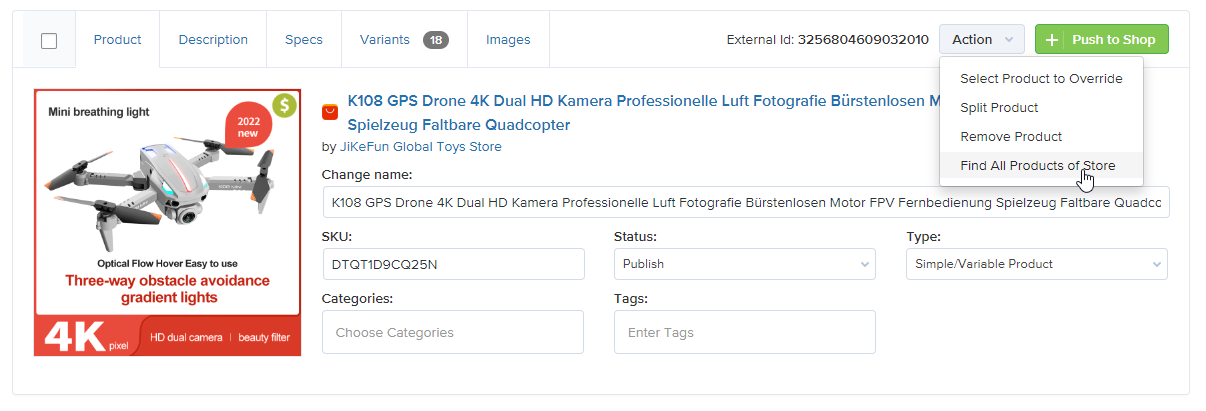 Product
Description
Specs
Variants 18
Images
External Id: 3256804609032010
Action
+ Push to Shop
Select Product to Override
Split Product
Remove Product
Find All Products of Store
Mini breathing light
$
2022
new
Optical Flow Hover Easy to use
Three-way obstacle avoidance
gradient lights
4K pixel
HD dual camera | beauty filter
K108 GPS Drone 4K Dual HD Kamera Professionelle Luft Fotografie Bürstenlosen
Spielzeug Faltbare Quadcopter
by JiKeFun Global Toys Store
Change name:
K108 GPS Drone 4K Dual HD Kamera Professionelle Luft Fotografie Bürstenlosen Motor FPV Fernbedienung Spielzeug Faltbare Quadcc
SKU:
DTQT1D9CQ25N
Status:
Publish
Type:
Simple/Variable Product
Categories:
Choose Categories
Tags:
Enter Tags